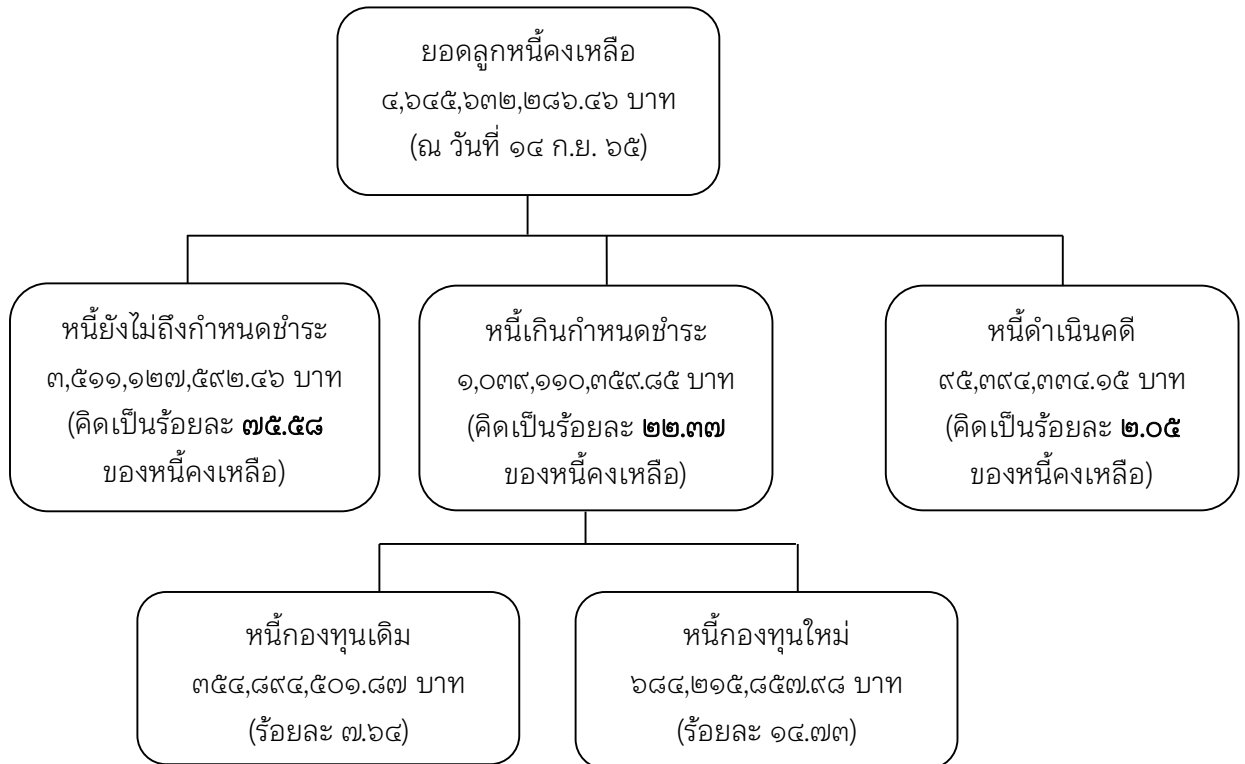 ยอดลูกหนี้คงเหลือ
๔,๖๔๕,๖๓๒,๒๘๖.๔๖ บาท
(ณ วันที่ ๑๔ ก.ย. ๖๕)
หนี้ยังไม่ถึงกำหนดชำระ
๓,๕๑๑,๑๒๗,๕๙๒.๔๖ บาท
(คิดเป็นร้อยละ ๗๕.๕๘
ของหนี้คงเหลือ)
หนี้เกินกำหนดชำระ
๑,๐๓๙,๑๑๐,๓๕๙.๘๕ บาท
(คิดเป็นร้อยละ ๒๒.๓๗
ของหนี้คงเหลือ)
หนี้ดำเนินคดี
๙๕,๓๙๔,๓๓๔.๑๕ บาท
(คิดเป็นร้อยละ ๒.๐๕
ของหนี้คงเหลือ)
หนี้กองทุนเดิม
๓๕๔,๘๙๔,๕๐๑.๘๗ บาท
(ร้อยละ ๗.๖๔)
หนี้กองทุนใหม่
๖๘๔,๒๑๕,๘๕๗.๙๘ บาท
(ร้อยละ ๑๔.๗๓)